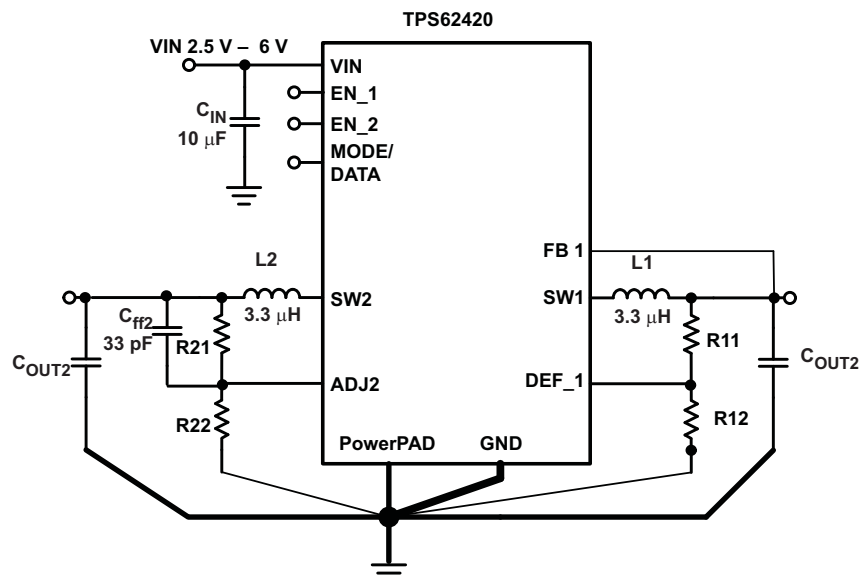 TPS62420
VIN 2.5 V – 6 V
VIN
EN_1
EN_2
MODE/
DATA
CIN
10 μF
FB 1
L2
L1
SW2
SW1
3.3 μH
3.3 μH
Cff2
33 pF
R21
R11
COUT2
COUT2
ADJ2
DEF_1
R22
R12
PowerPAD
GND